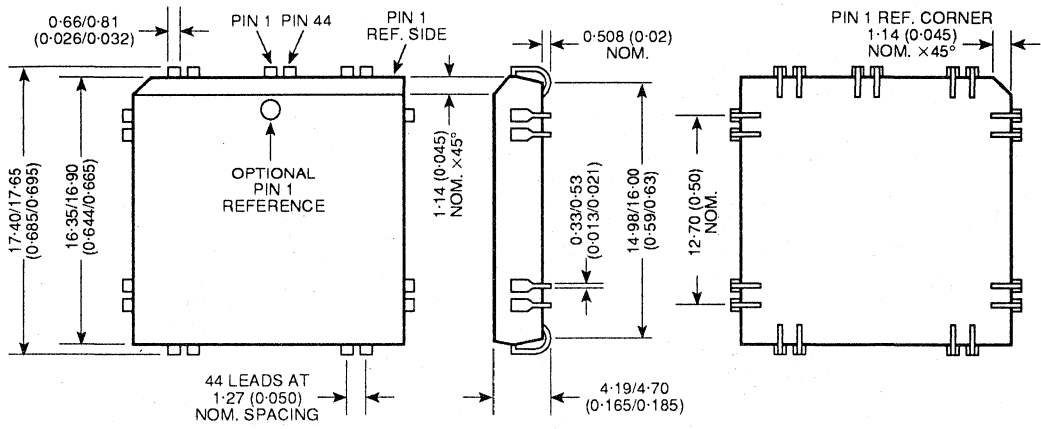 0·66/0·81
(0·026/0·032)
PIN 1
PIN 44
PIN 1
REF. SIDE
0·508 (0·02)
NOM.
PIN 1 REF. CORNER
1·14 (0·045)
NOM. ×45°
17·40/17·65
(0·685/0·695)
16·35/16·90
(0·644/0·665)
OPTIONAL
PIN 1
REFERENCE
1·14 (0·045)
NOM. ×45°
0·33/0·53
(0·013/0·021)
14·98/16·00
(0·59/0·63)
12·70 (0·50)
NOM.
44 LEADS AT
1·27 (0·050)
NOM. SPACING
4·19/4·70
(0·165/0·185)